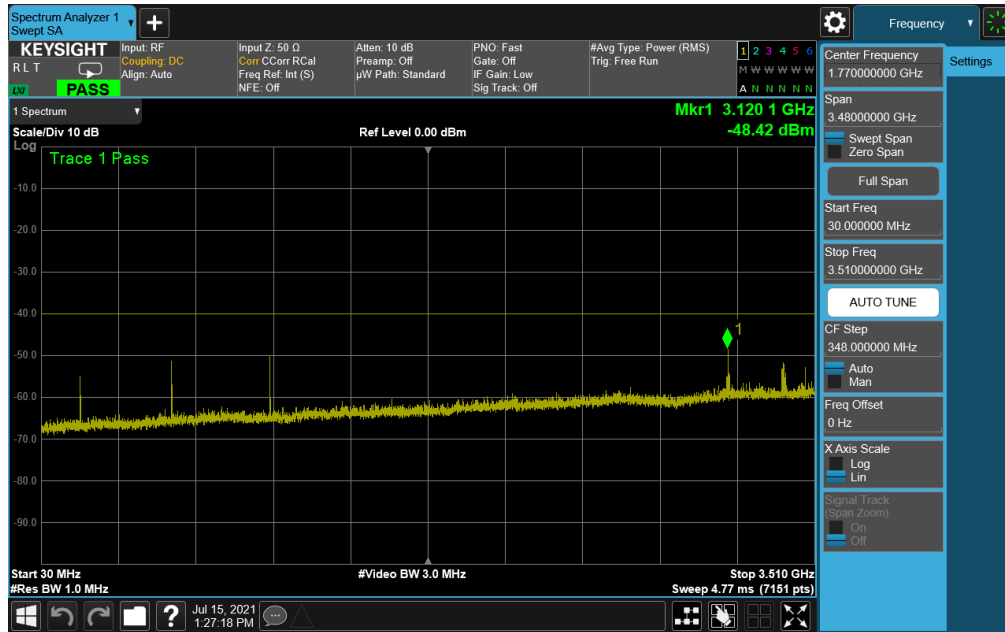 Spectrum Analyzer 1
Swept SA
Frequency
KEYSIGHT
R L T
LXI
PASS
Input: RF
Coupling: DC
Align: Auto
Input Z: 50 Ω
Corr CCorr RCal
Freq Ref: Int (S)
NFE: Off
Atten: 10 dB
Preamp: Off
µW Path: Standard
PNO: Fast
Gate: Off
IF Gain: Low
Sig Track: Off
#Avg Type: Power (RMS)
Trig: Free Run
1 2 3 4 5 6
M W W W W W
A N N N N N
1 Spectrum
Mkr1 3.120 1 GHz
-48.42 dBm
Scale/Div 10 dB
Ref Level 0.00 dBm
Log
Trace 1 Pass
-10.0
-20.0
-30.0
-40.0
-50.0
-60.0
-70.0
-80.0
-90.0
1
Start 30 MHz
#Video BW 3.0 MHz
Stop 3.510 GHz
#Res BW 1.0 MHz
Sweep 4.77 ms (7151 pts)
Jul 15, 2021
1:27:18 PM
?
Center Frequency
1.770000000 GHz
Span
3.48000000 GHz
Swept Span
Zero Span
Full Span
Start Freq
30.000000 MHz
Stop Freq
3.510000000 GHz
AUTO TUNE
CF Step
348.000000 MHz
Auto
Man
Freq Offset
0 Hz
X Axis Scale
Log
Lin
Signal Track
(Span Zoom)
On
Off
Settings